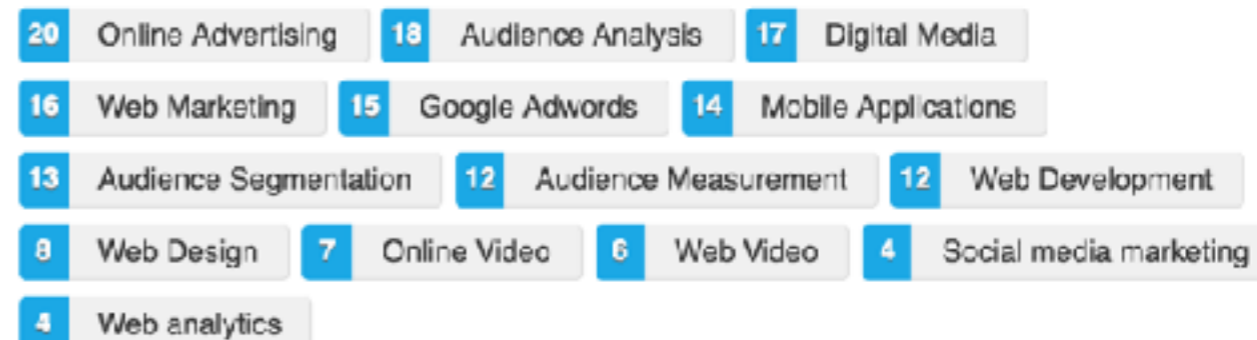 20 Online Advertising 18 Audience Analysis 17 Digital Media
16 Web Marketing 15 Google Adwords 14 Mobile Applications
13 Audience Segmentation 12 Audience Measurement 12 Web Development
8 Web Design 7 Online Video 6 Web Video 4 Social media marketing
4 Web analytics